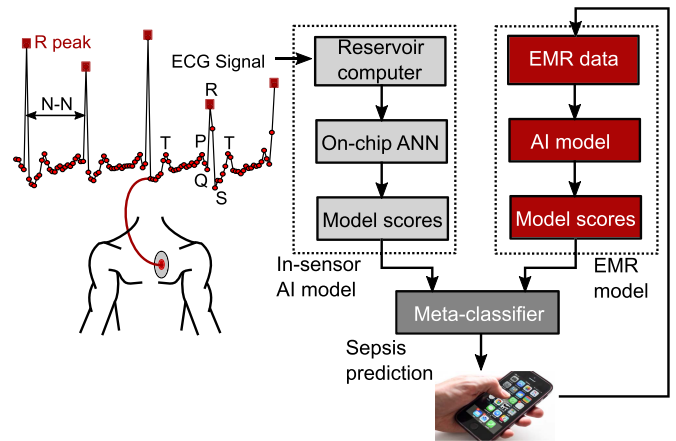 R peak
N-N
T
P
Q
R
S
T
ECG Signal
Reservoir
computer
On-chip ANN
Model scores
In-sensor
AI model
EMR data
AI model
Model scores
EMR
model
Meta-classifier
Sepsis
prediction